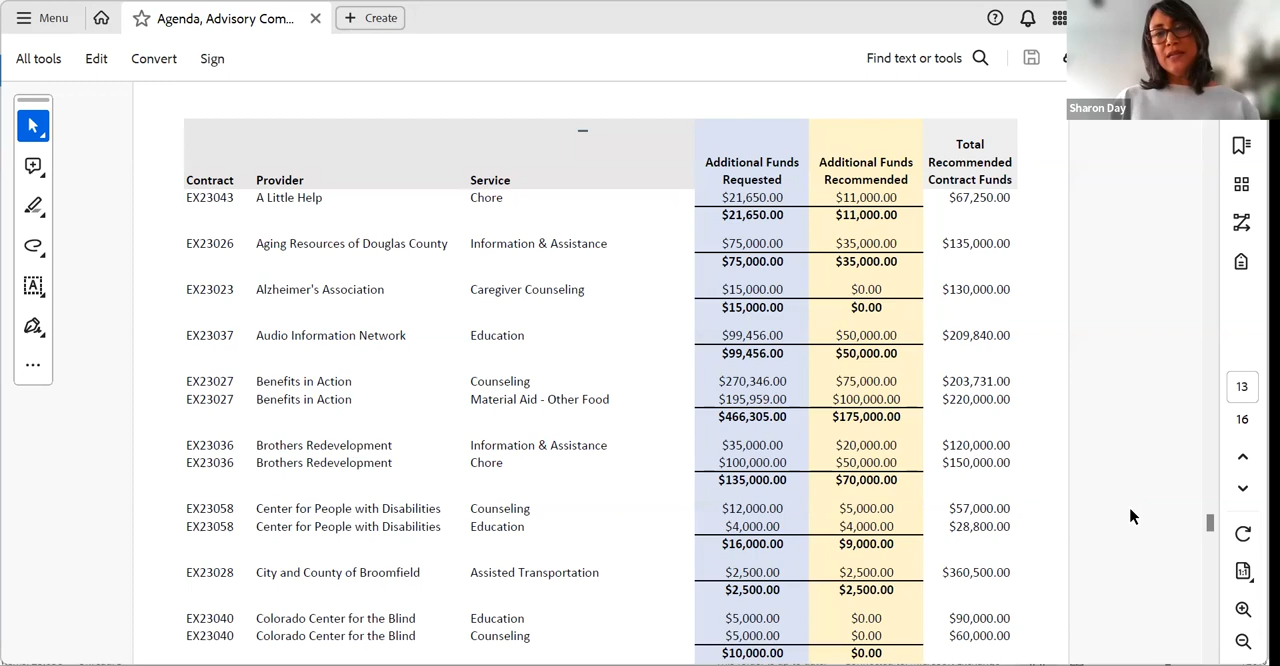 Menu
Agenda, Advisory Com...
Create
All tools Edit Convert Sign
Find text or tools
Sharon Day
Contract Provider Service Additional Funds Requested Additional Funds Recommended Total Recommended Contract Funds
EX23043 A Little Help Chore $21,650.00 $11,000.00 $67,250.00
$21,650.00 $11,000.00
EX23026 Aging Resources of Douglas County Information & Assistance $75,000.00 $35,000.00 $135,000.00
$75,000.00 $35,000.00
EX23023 Alzheimer's Association Caregiver Counseling $15,000.00 $0.00 $130,000.00
$15,000.00 $0.00
EX23037 Audio Information Network Education $99,456.00 $50,000.00 $209,840.00
$99,456.00 $50,000.00
EX23027 Benefits in Action Counseling $270,346.00 $75,000.00 $203,731.00
EX23027 Benefits in Action Material Aid - Other Food $195,959.00 $100,000.00 $220,000.00
$466,305.00 $175,000.00
EX23036 Brothers Redevelopment Information & Assistance $35,000.00 $20,000.00 $120,000.00
EX23036 Brothers Redevelopment Chore $100,000.00 $50,000.00 $150,000.00
$135,000.00 $70,000.00
EX23058 Center for People with Disabilities Counseling $12,000.00 $5,000.00 $57,000.00
EX23058 Center for People with Disabilities Education $4,000.00 $4,000.00 $28,800.00
$16,000.00 $9,000.00
EX23028 City and County of Broomfield Assisted Transportation $2,500.00 $2,500.00 $360,500.00
$2,500.00 $2,500.00
EX23040 Colorado Center for the Blind Education $5,000.00 $0.00 $90,000.00
EX23040 Colorado Center for the Blind Counseling $5,000.00 $0.00 $60,000.00
$10,000.00 $0.00
13
16
1:1